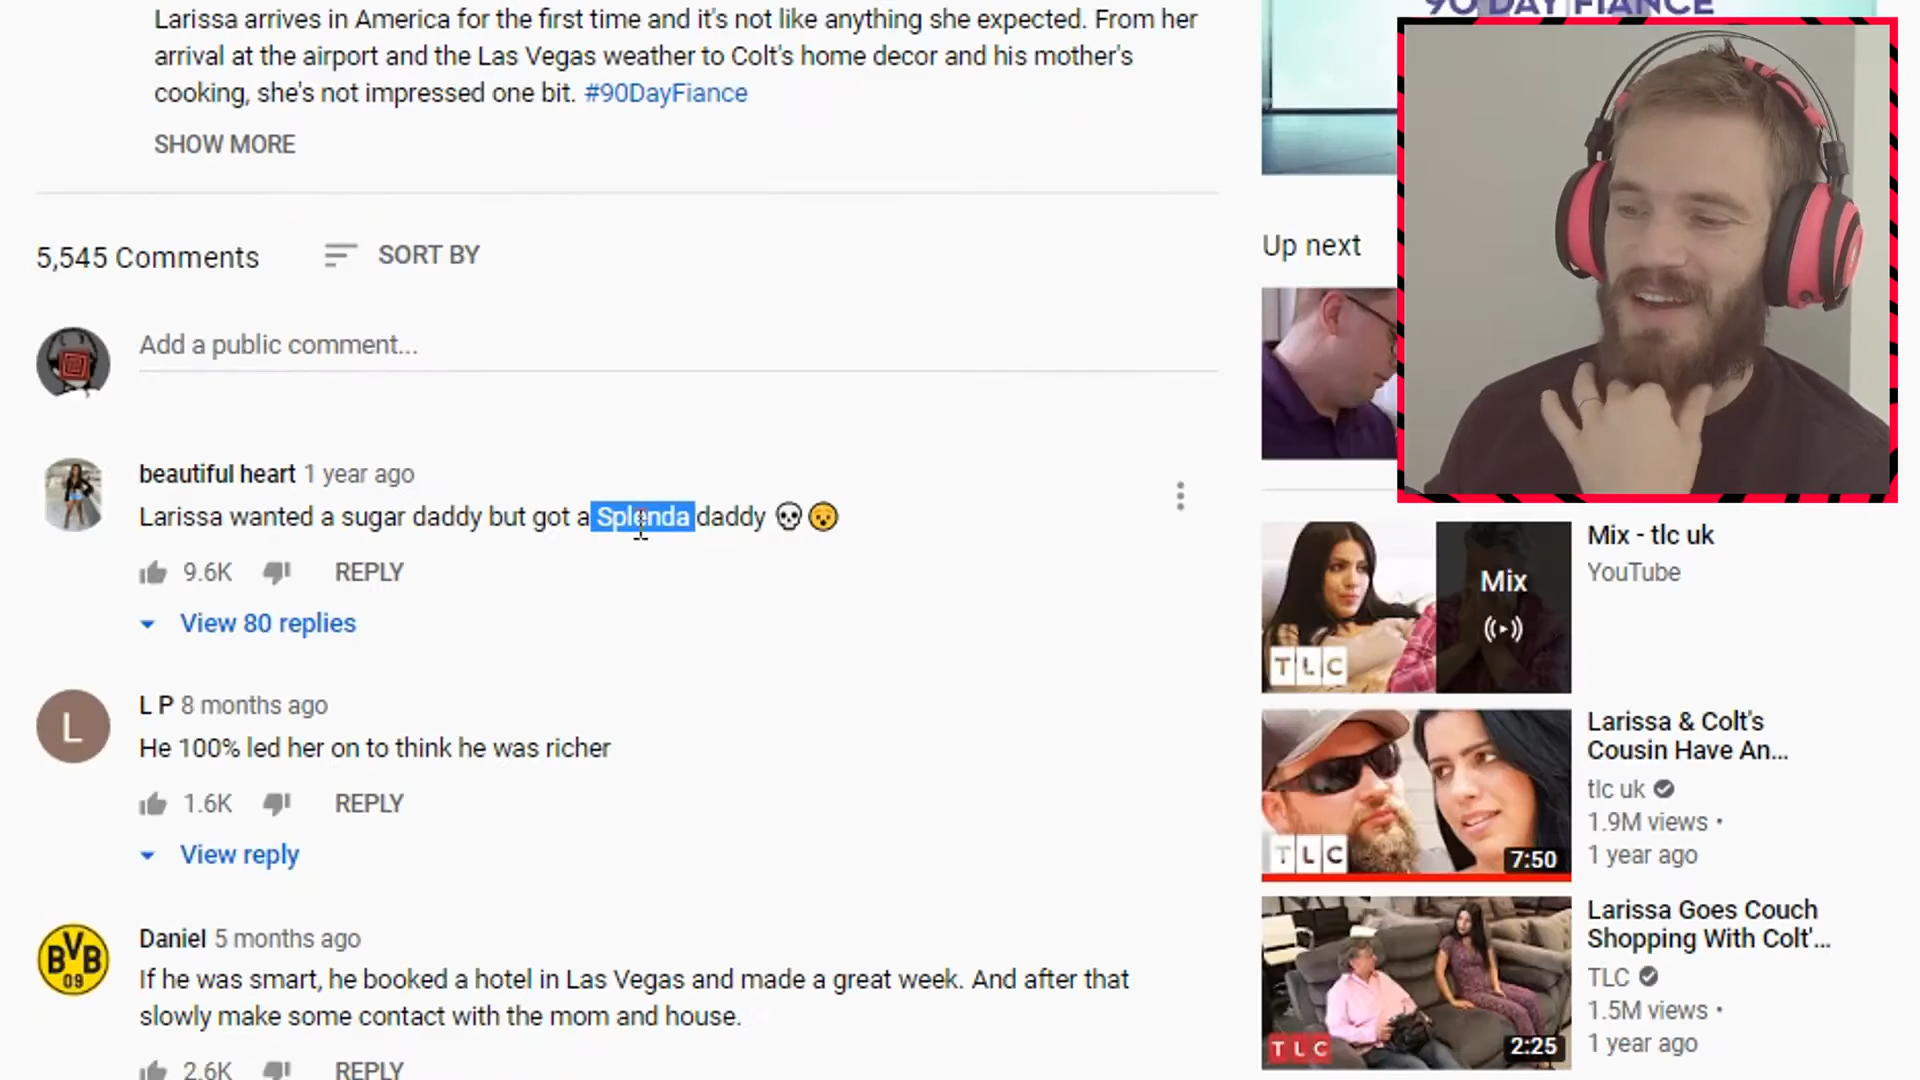 Larissa arrives in America for the first time and it's not like anything she expected. From her
arrival at the airport and the Las Vegas weather to Colt's home decor and his mother's
cooking, she's not impressed one bit. #90DayFiance
SHOW MORE
5,545 Comments
SORT BY
Add a public comment...
beautiful heart 1 year ago
Larissa wanted a sugar daddy but got a Splenda daddy 💀😮
9.6K REPLY
View 80 replies
L
L P 8 months ago
He 100% led her on to think he was richer
1.6K REPLY
View reply
BVB
09
Daniel 5 months ago
If he was smart, he booked a hotel in Las Vegas and made a great week. And after that
slowly make some contact with the mom and house.
2.6K REPLY
90 DAY FIANCE
Up next
Mix
TLC
Mix - tlc uk
YouTube
TLC
7:50
Larissa & Colt's
Cousin Have An...
tlc uk
1.9M views •
1 year ago
TLC
2:25
Larissa Goes Couch
Shopping With Colt'...
TLC
1.5M views •
1 year ago